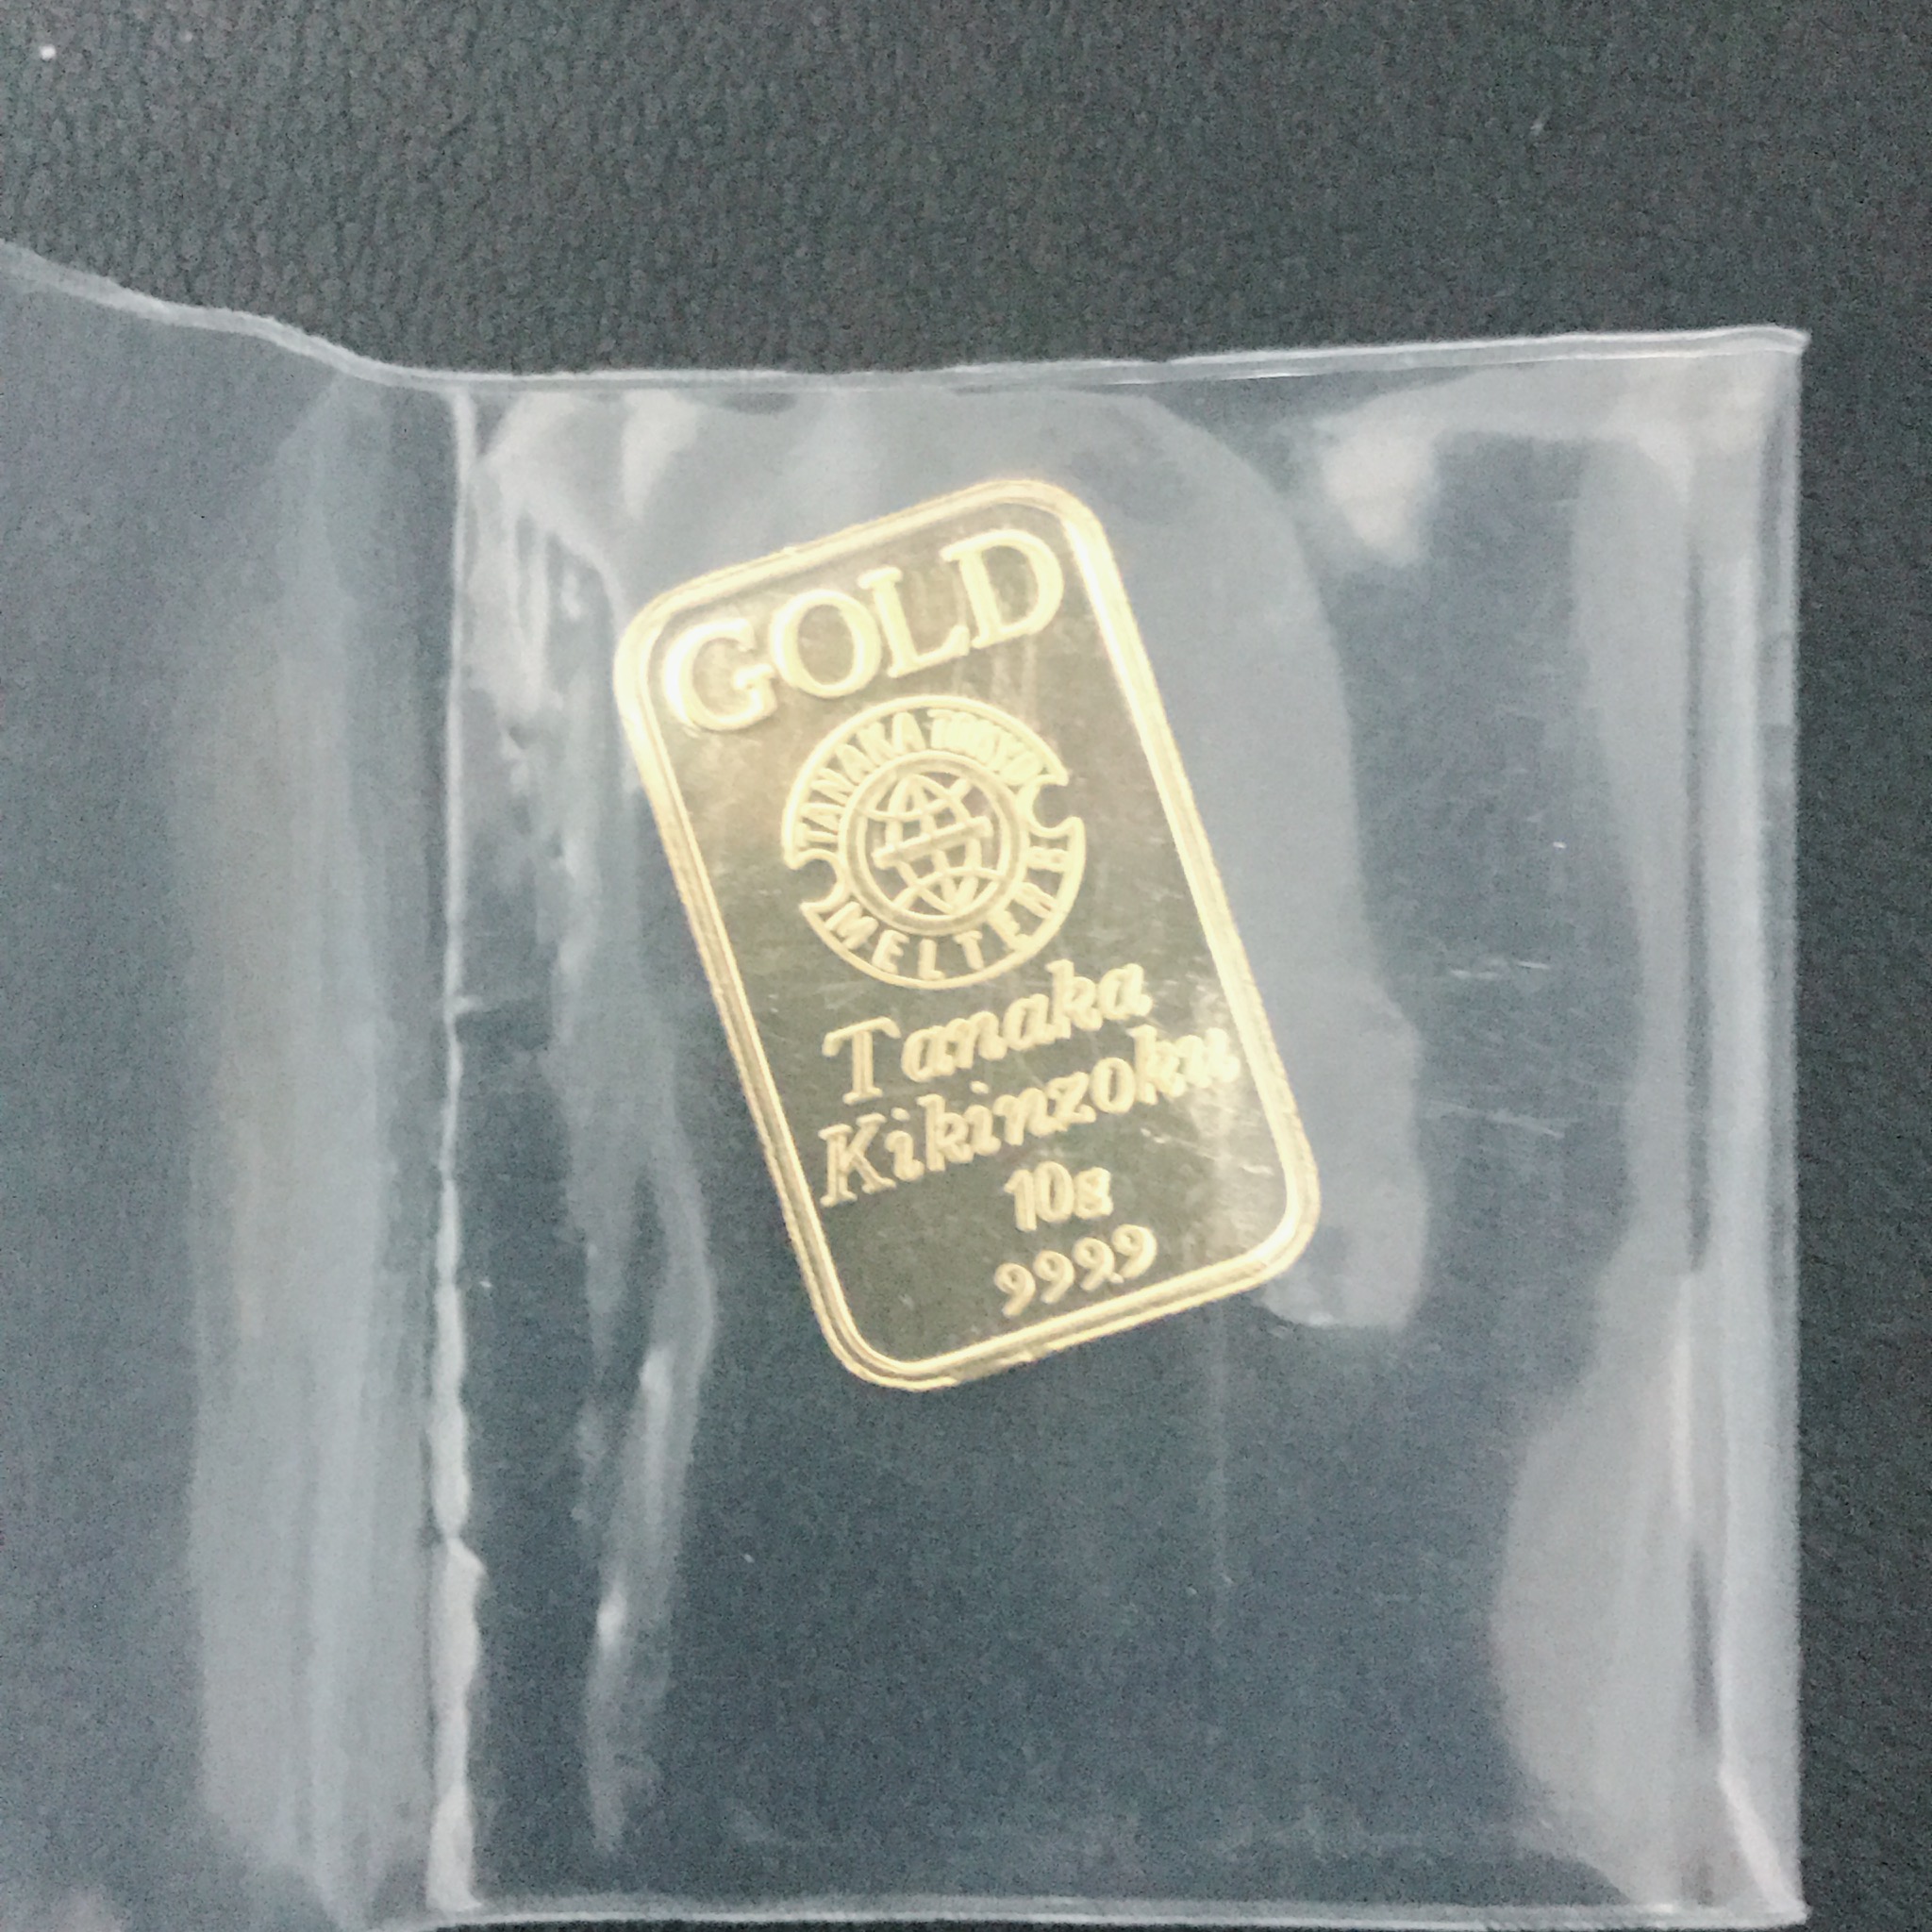 GOLD
TANAKA TOKYO
MELTER
Tanaka
Kikinzoku
10g
9999